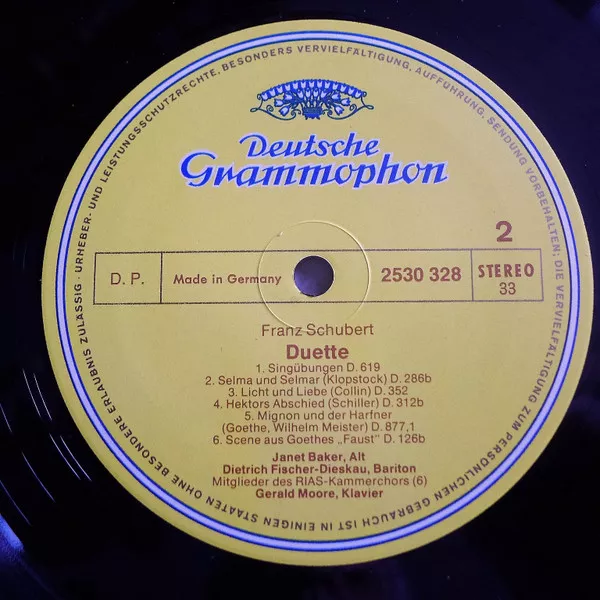 Deutsche
Grammophon
2
D. P.
Made in Germany
2530 328
STEREO
33
Franz Schubert
Duette
1. Singübungen D. 619
2. Selma und Selmar (Klopstock) D. 286b
3. Licht und Liebe (Collin) D. 352
4. Hektors Abschied (Schiller) D. 312b
5. Mignon und der Harfner
(Goethe, Wilhelm Meister) D. 877,1
6. Scene aus Goethes „Faust“ D. 126b
Janet Baker, Alt
Dietrich Fischer-Dieskau, Bariton
Mitglieder des RIAS-Kammerchors (6)
Gerald Moore, Klavier
URHEBER- UND LEISTUNGSSCHUTZRECHTE, BESONDERS VERVIELFÄLTIGUNG, AUFFÜHRUNG, SENDUNG VORBEHALTEN; DIE VERVIELFÄLTIGUNG ZUM PERSÖNLICHEN GEBRAUCH IST IN EINIGEN STAATEN OHNE BESONDERE ERLAUBNIS ZULÄSSIG ·